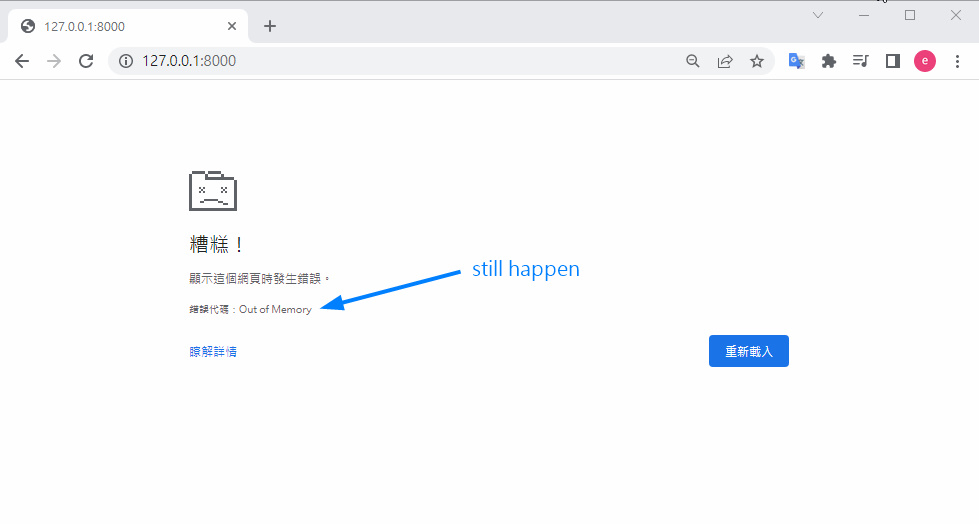 127.0.0.1:8000
127.0.0.1:8000
e
糟糕！
顯示這個網頁時發生錯誤。
still happen
錯誤代碼：Out of Memory
瞭解詳情
重新載入